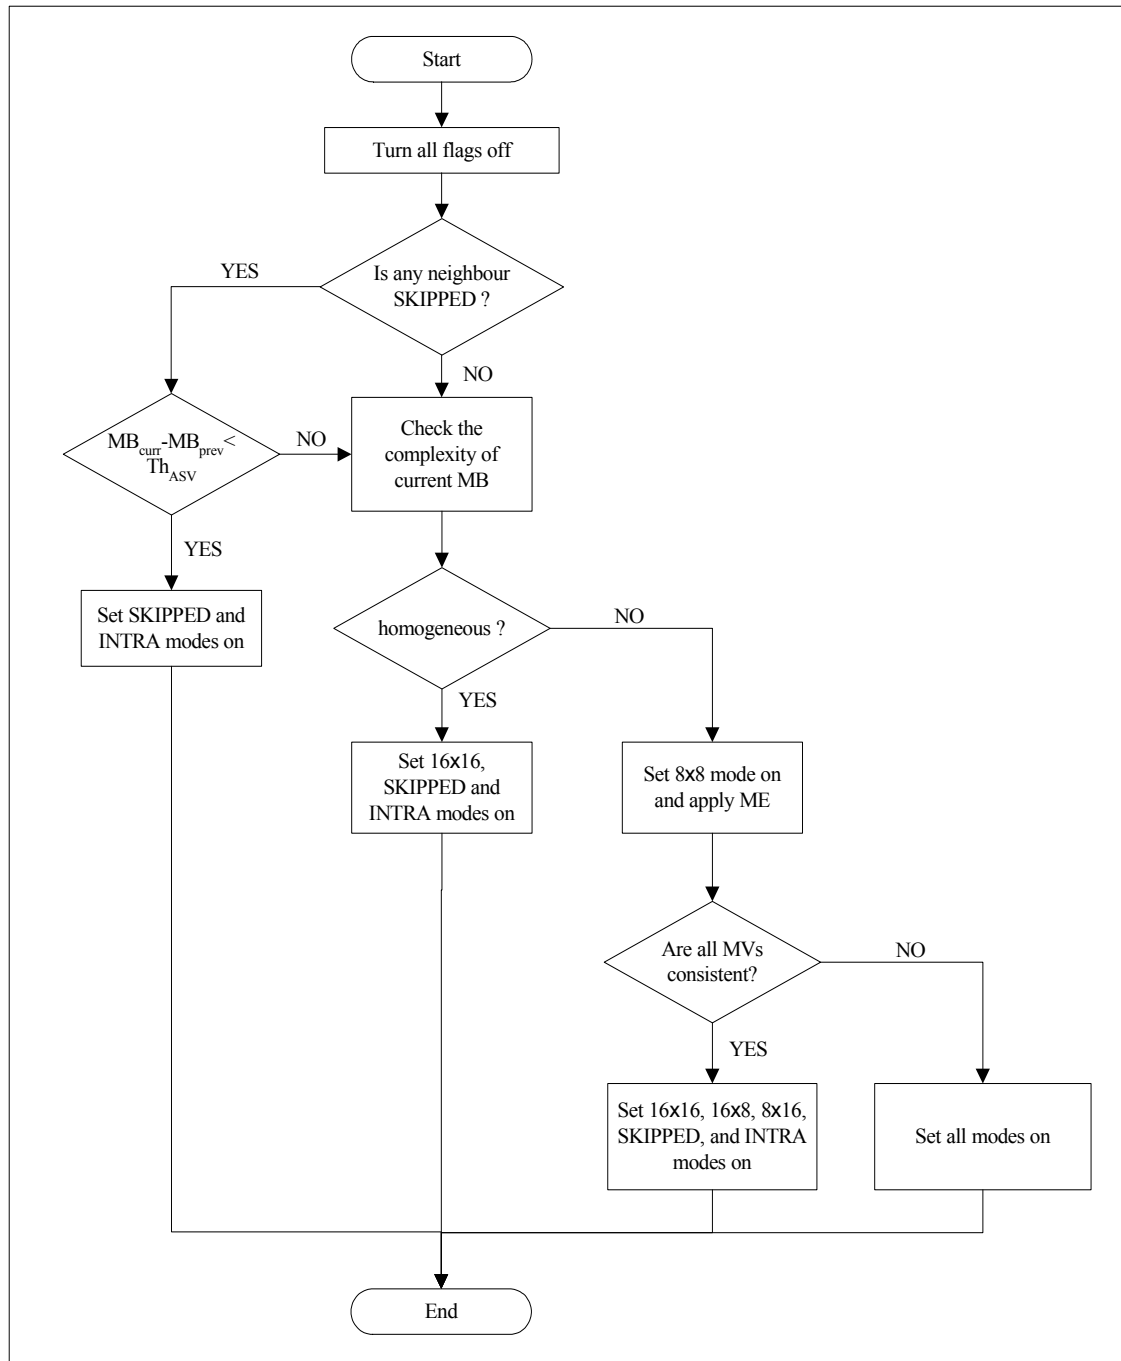 Start
Turn all flags off
Is any neighbour
SKIPPED ?
YES
NO
MBcurr-MBprev<
ThASV
NO
Check the
complexity of
current MB
YES
Set SKIPPED and
INTRA modes on
homogeneous ?
NO
YES
Set 16x16,
SKIPPED and
INTRA modes on
Set 8x8 mode on
and apply ME
Are all MVs
consistent?
NO
YES
Set 16x16, 16x8, 8x16,
SKIPPED, and INTRA
modes on
Set all modes on
End